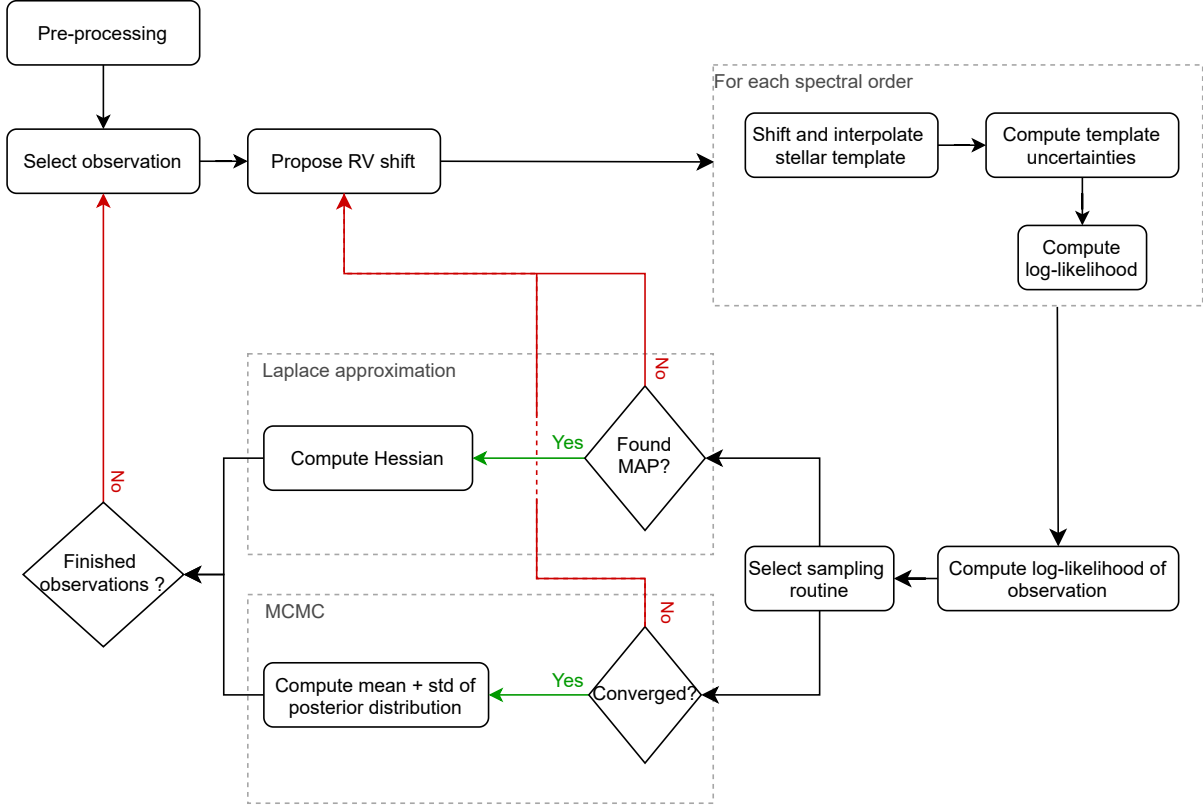 Pre-processing
Select observation
Propose RV shift
For each spectral order
Shift and interpolate
stellar template
Compute template
uncertainties
Compute
log-likelihood
Laplace approximation
No
Found
MAP?
Yes
Compute Hessian
No
Finished
observations ?
Select sampling
routine
Compute log-likelihood of
observation
MCMC
No
Converged?
Yes
Compute mean + std of
posterior distribution